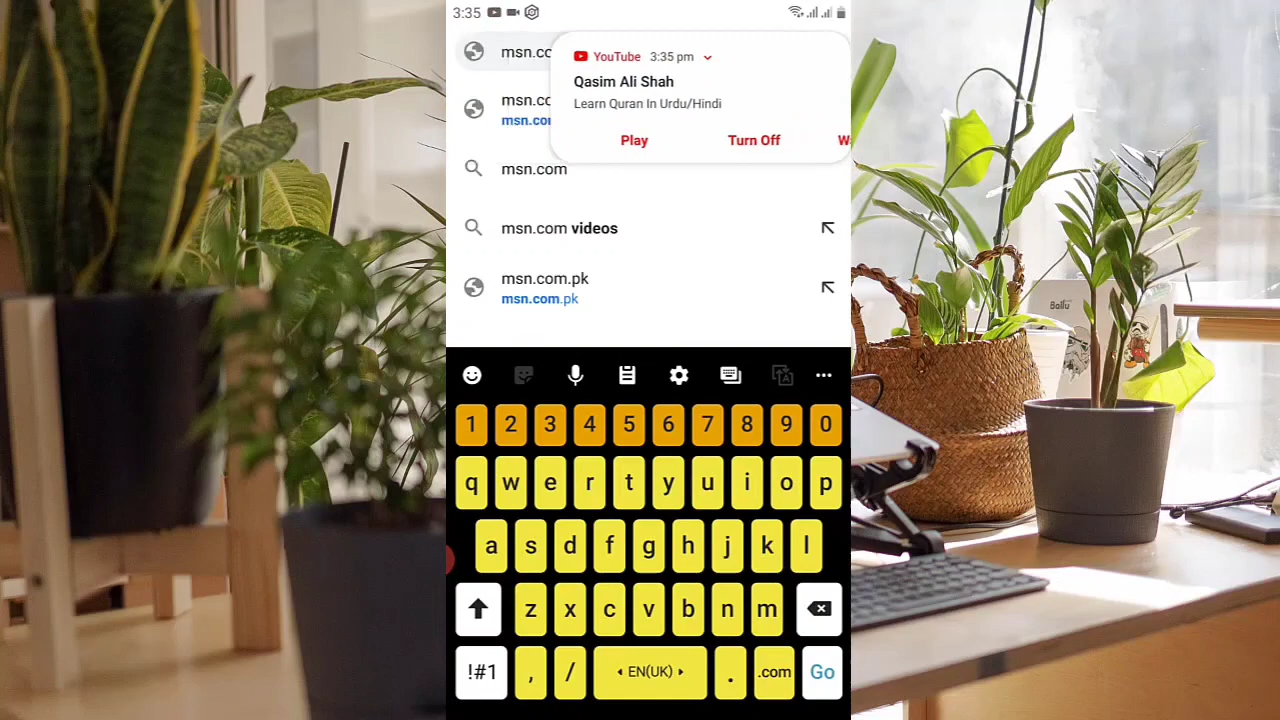 3:35
msn.co
YouTube 3:35 pm
Qasim Ali Shah
Learn Quran In Urdu/Hindi
Play Turn Off W
msn.co
msn.co
msn.com
msn.com videos
msn.com.pk
msn.com.pk
1 2 3 4 5 6 7 8 9 0
q w e r t y u i o p
a s d f g h j k l
z x c v b n m
!#1 , / EN(UK) . .com Go
Baifu